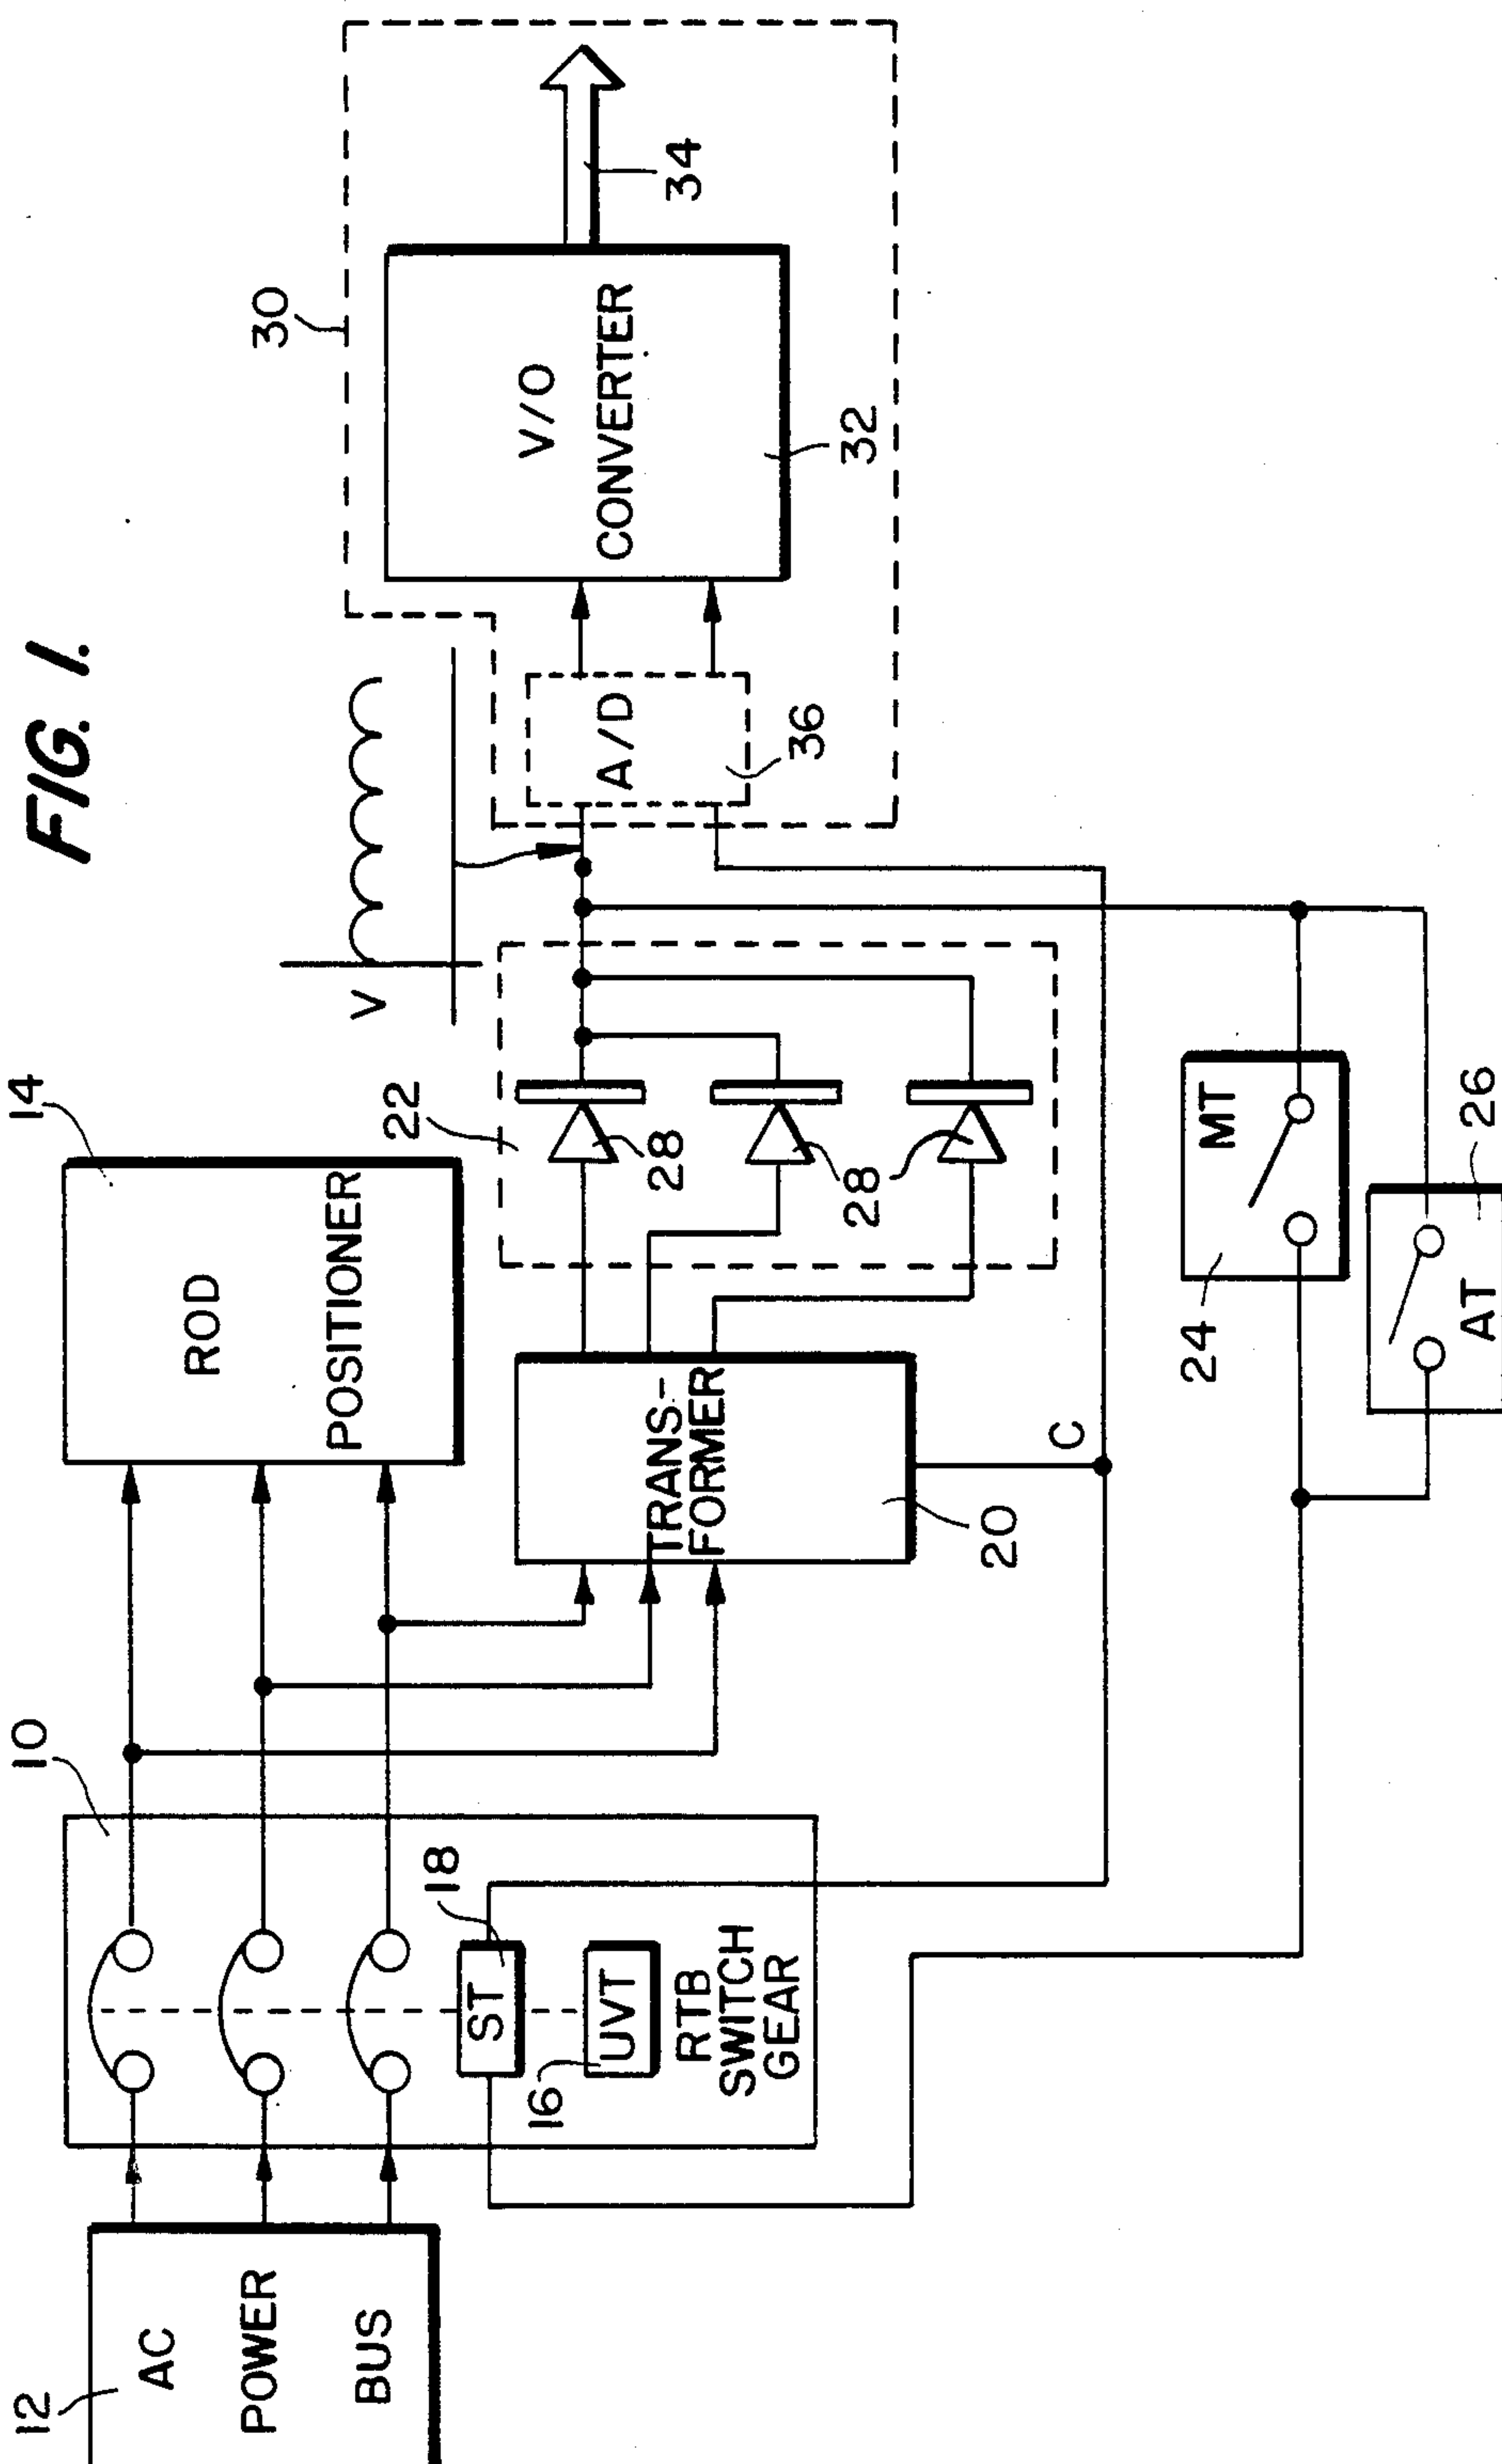 FIG. 1.
12
AC
POWER
BUS
10
18
ST
16
UVT
RTB
SWITCH
GEAR
14
ROD
POSITIONER
TRANS-
FORMER
20
C
22
28
28
V
MT
24
AT
26
30
A/D
36
V/O
CONVERTER
32
34